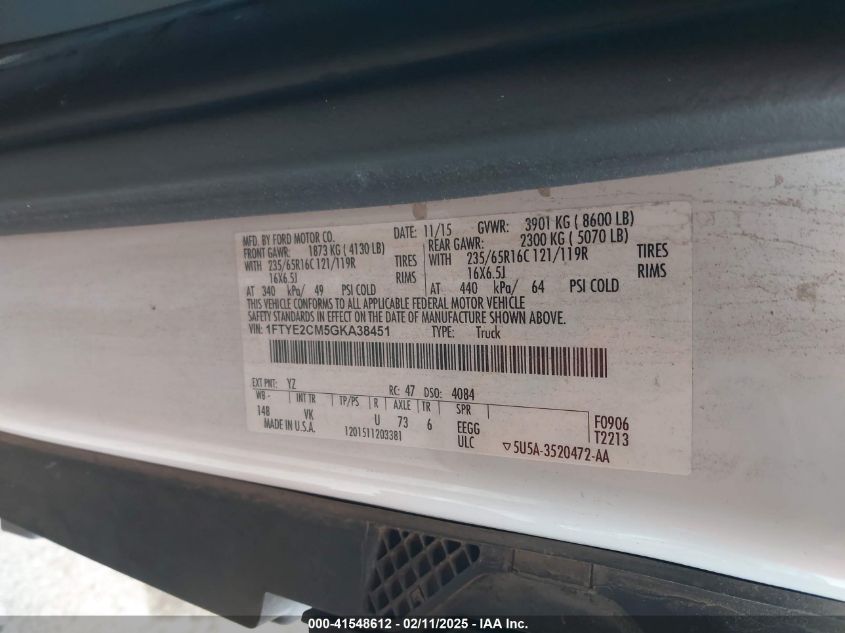 MFD. BY FORD MOTOR CO. DATE: 11/15 GVWR: 3901 KG ( 8600 LB)
FRONT GAWR: 1873 KG ( 4130 LB) REAR GAWR: 2300 KG ( 5070 LB)
WITH 235/65R16C 121/119R TIRES WITH 235/65R16C 121/119R TIRES
16X6.5J RIMS 16X6.5J RIMS
AT 340 kPa/ 49 PSI COLD AT 440 kPa/ 64 PSI COLD
THIS VEHICLE CONFORMS TO ALL APPLICABLE FEDERAL MOTOR VEHICLE
SAFETY STANDARDS IN EFFECT ON THE DATE OF MANUFACTURE SHOWN ABOVE.
VIN: 1FTYE2CM5GKA38451 TYPE: Truck
EXT PNT: YZ RC: 47 DSO: 4084
WB - INT TR TP/PS R AXLE TR SPR
148 VK U 73 6 EEGG F0906
MADE IN U.S.A. 1201511203381 ULC T2213
▽ 5U5A-3520472-AA
000-41548612 - 02/11/2025 - IAA Inc.